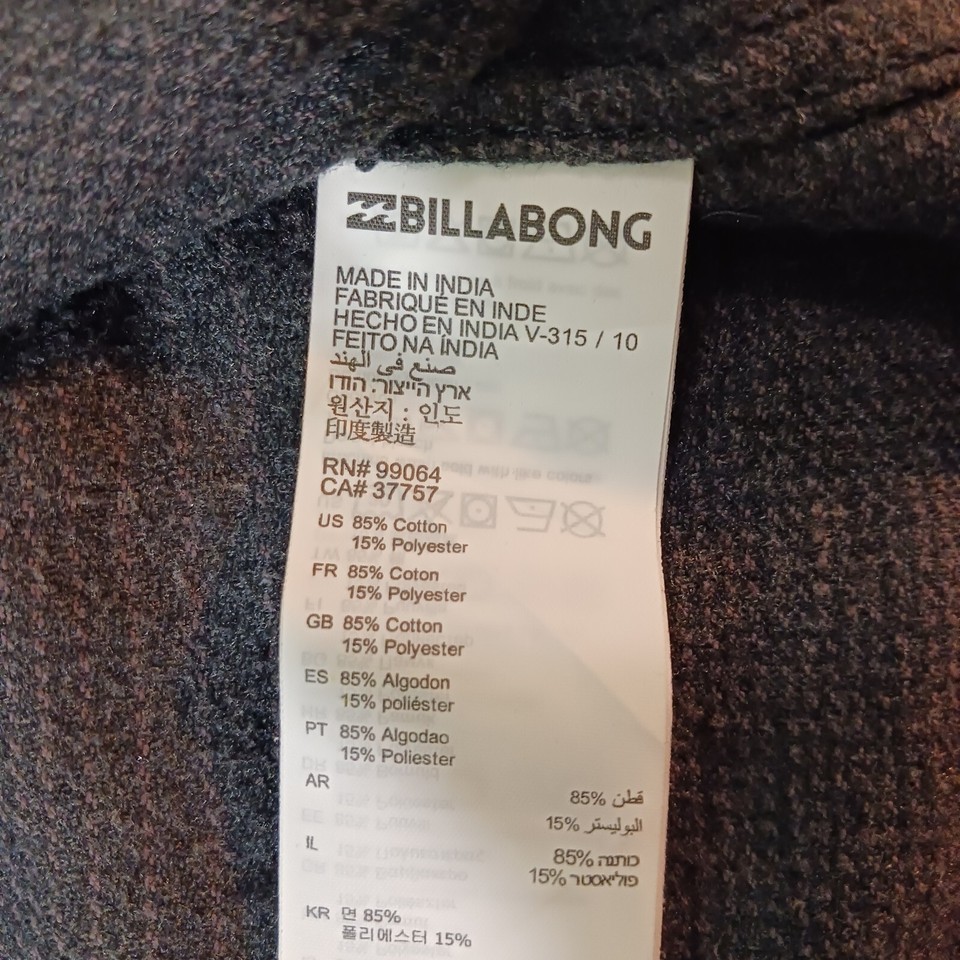 BILLABONG
MADE IN INDIA
FABRIQUÉ EN INDE
HECHO EN INDIA V-315 / 10
FEITO NA ÍNDIA
صنع في الهند
ארץ הייצור: הודו
원산지 : 인도
印度製造
RN# 99064
CA# 37757
US 85% Cotton
15% Polyester
FR 85% Coton
15% Polyester
GB 85% Cotton
15% Polyester
ES 85% Algodon
15% poliéster
PT 85% Algodao
15% Poliester
AR
85% قطن
15% البوليستر
IL
85% כותנה
15% פוליאסטר
KR 면 85%
폴리에스터 15%